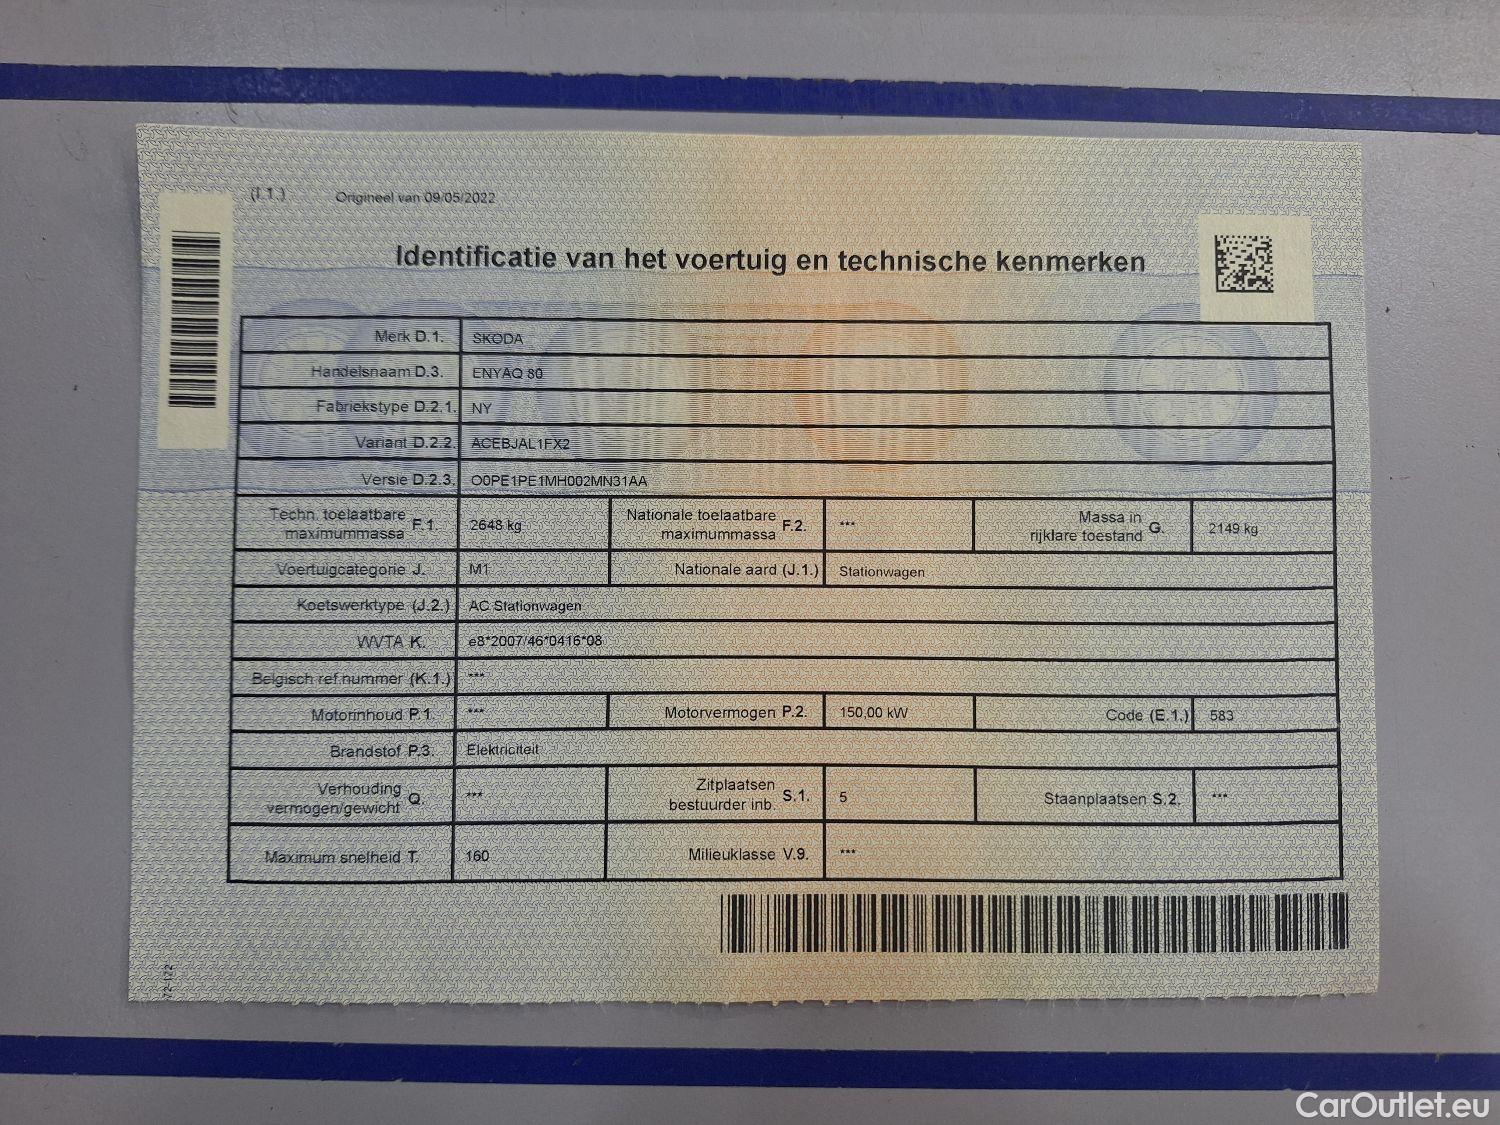 (I.1.) Origineel van 09/05/2022
Identificatie van het voertuig en technische kenmerken
Merk D.1. SKODA
Handelsnaam D.3. ENYAQ 80
Fabriekstype D.2.1. NY
Variant D.2.2. ACEBJAL1FX2
Versie D.2.3. O0PE1PE1MH002MN31AA
Techn. toelaatbare maximummassa F.1. 2648 kg Nationale toelaatbare maximummassa F.2. *** Massa in rijklare toestand G. 2149 kg
Voertuigcategorie J. M1 Nationale aard (J.1.) Stationwagen
Koetswerktype (J.2.) AC Stationwagen
WVTA K. e8*2007/46*0416*08
Belgisch ref.nummer (K.1.) ***
Motorinhoud P.1. *** Motorvermogen P.2. 150,00 kW Code (E.1.) 583
Brandstof P.3. Elektriciteit
Verhouding vermogen/gewicht Q. *** Zitplaatsen bestuurder inb. S.1. 5 Staanplaatsen S.2. ***
Maximum snelheid T. 160 Milieuklasse V.9. ***
CarOutlet.eu